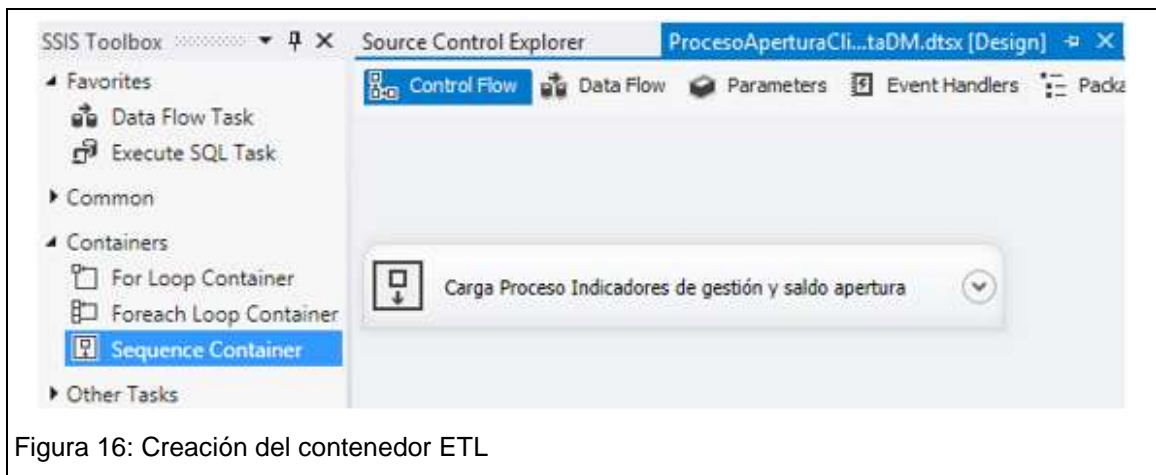 SSIS Toolbox
Source Control Explorer
ProcesoAperturaCli...taDM.dtsx [Design]
Favorites
Data Flow Task
Execute SQL Task
Common
Containers
For Loop Container
Foreach Loop Container
Sequence Container
Other Tasks
Control Flow
Data Flow
Parameters
Event Handlers
Packa
Carga Proceso Indicadores de gestión y saldo apertura
Figura 16: Creación del contenedor ETL